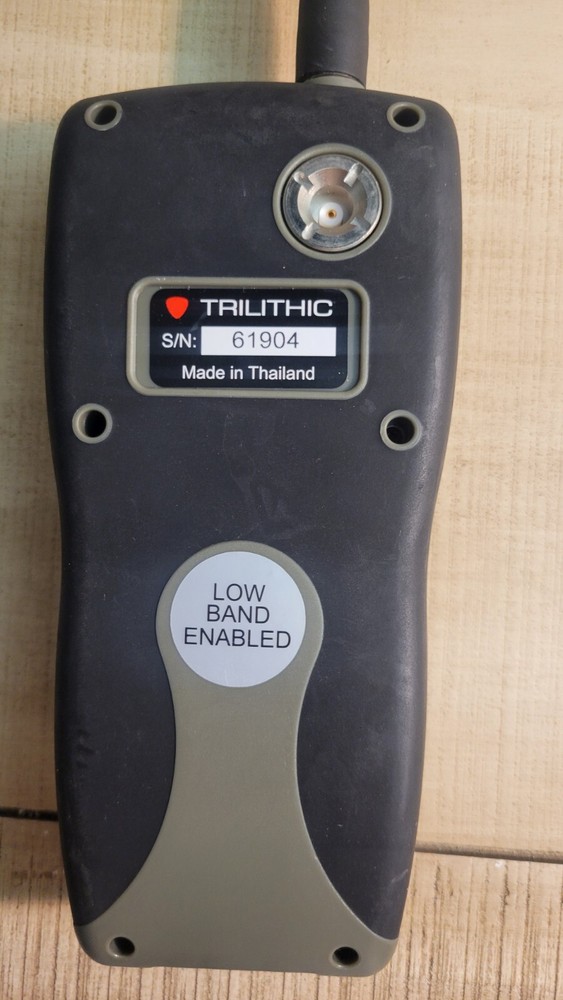 TRILITHIC
S/N: 61904
Made in Thailand
LOW
BAND
ENABLED